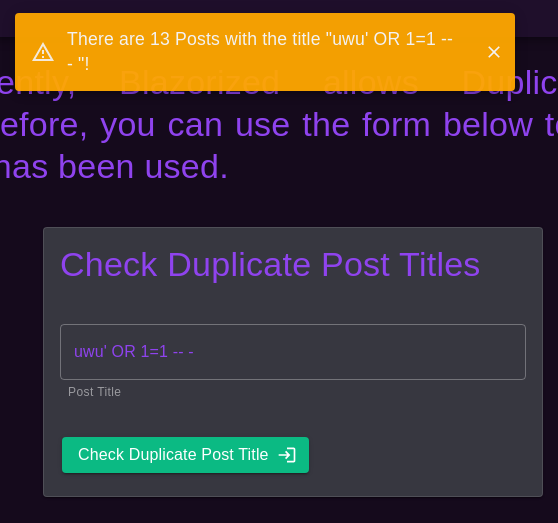 There are 13 Posts with the title "uwu' OR 1=1 --
- "!
ently, Blazorized allows Duplic
efore, you can use the form below to
has been used.
Check Duplicate Post Titles
uwu' OR 1=1 -- -
Post Title
Check Duplicate Post Title